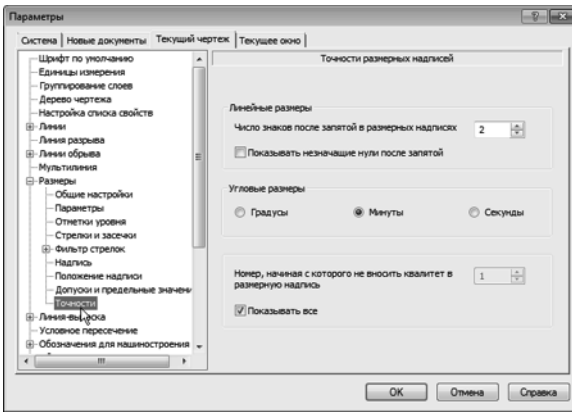 Параметры
Система Новые документы Текущий чертеж Текущее окно
Шрифт по умолчанию
Единицы измерения
Группирование слоев
Дерево чертежа
Настройка списка свойств
Линии
Линия разрыва
Линии обрыва
Мультилиния
Размеры
Общие настройки
Параметры
Отметки уровня
Стрелки и засечки
Фильтр стрелок
Надпись
Положение надписи
Допуски и предельные значени
Точности
Линия-выноска
Условное пересечение
Обозначения для машиностроения
Точности размерных надписей
Линейные размеры
Число знаков после запятой в размерных надписях 2
Показывать незначащие нули после запятой
Угловые размеры
Градусы Минуты Секунды
Номер, начиная с которого не вносить квалитет в 1
размерную надпись
Показывать все
OK Отмена Справка